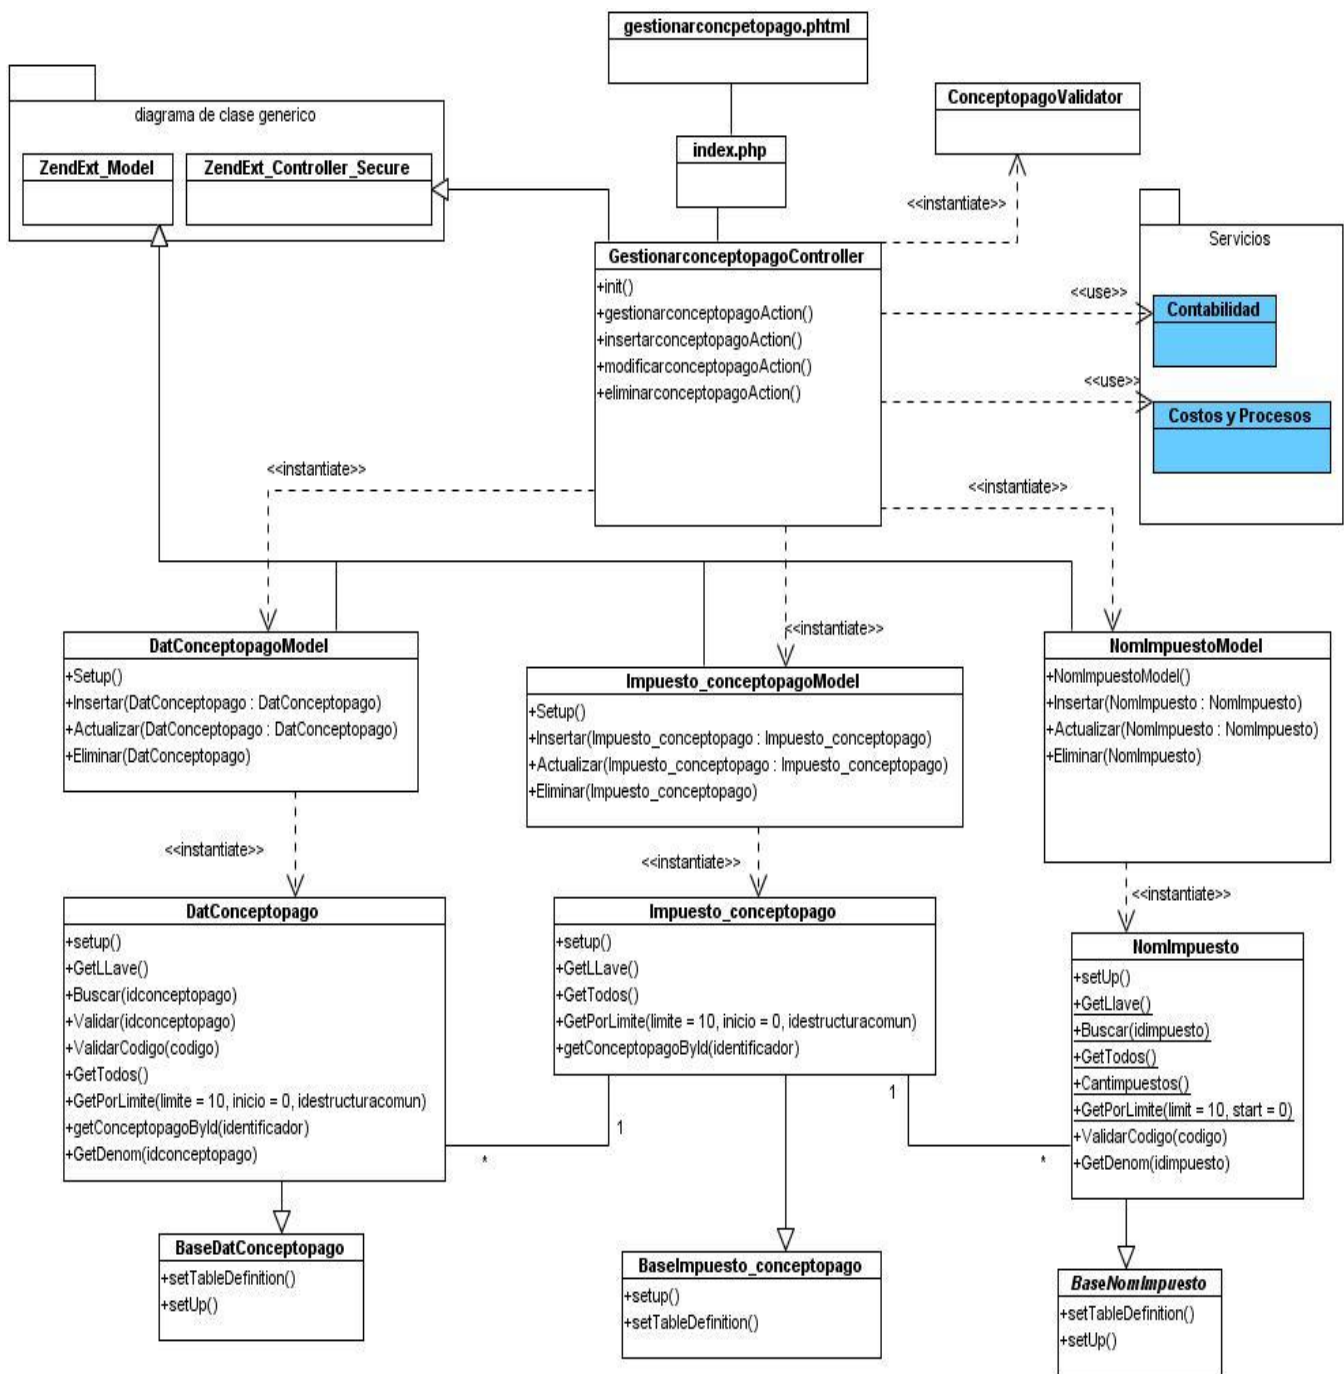 gestionarconcpetopago.phtml
diagrama de clase generico
ZendExt_Model
ZendExt_Controller_Secure
index.php
ConceptopagoValidator
<<instantiate>>
Servicios
GestionarconceptopagoController
+init()
+gestionarconceptopagoAction()
+insertarconceptopagoAction()
+modificarconceptopagoAction()
+eliminarconceptopagoAction()
<<use>>
Contabilidad
<<use>>
Costos y Procesos
<<instantiate>>
<<instantiate>>
<<instantiate>>
DatConceptopagoModel
+Setup()
+Insertar(DatConceptopago : DatConceptopago)
+Actualizar(DatConceptopago : DatConceptopago)
+Eliminar(DatConceptopago)
Impuesto_conceptopagoModel
+Setup()
+Insertar(Impuesto_conceptopago : Impuesto_conceptopago)
+Actualizar(Impuesto_conceptopago : Impuesto_conceptopago)
+Eliminar(Impuesto_conceptopago)
NomImpuestoModel
+NomImpuestoModel()
+Insertar(NomImpuesto : NomImpuesto)
+Actualizar(NomImpuesto : NomImpuesto)
+Eliminar(NomImpuesto)
<<instantiate>>
<<instantiate>>
<<instantiate>>
DatConceptopago
+setup()
+GetLLave()
+Buscar(idconceptopago)
+Validar(idconceptopago)
+ValidarCodigo(codigo)
+GetTodos()
+GetPorLimite(limite = 10, inicio = 0, idestructuracomun)
+getConceptopagoById(identificador)
+GetDenom(idconceptopago)
Impuesto_conceptopago
+setup()
+GetLLave()
+GetTodos()
+GetPorLimite(limite = 10, inicio = 0, idestructuracomun)
+getConceptopagoById(identificador)
NomImpuesto
+setUp()
+GetLlave()
+Buscar(idimpuesto)
+GetTodos()
+Cantimpuestos()
+GetPorLimite(limit = 10, start = 0)
+ValidarCodigo(codigo)
+GetDenom(idimpuesto)
1
*
1
*
BaseDatConceptopago
+setTableDefinition()
+setUp()
BaseImpuesto_conceptopago
+setup()
+setTableDefinition()
BaseNomImpuesto
+setTableDefinition()
+setUp()